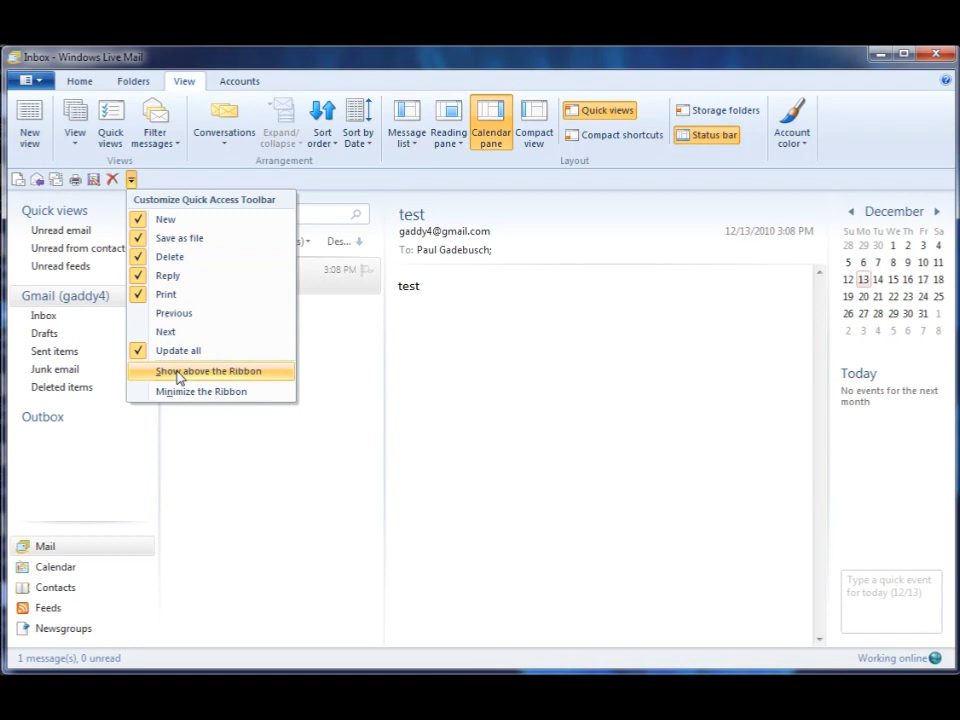 Inbox - Windows Live Mail
Home Folders View Accounts
New view
View
Quick views
Filter messages
Conversations
Expand/ collapse
Sort order
Sort by Date
Message list
Reading pane
Calendar pane
Compact view
Quick views
Compact shortcuts
Storage folders
Status bar
Account color
Views Arrangement Layout
Customize Quick Access Toolbar
New
Save as file
Delete
Reply
Print
Previous
Next
Update all
Show above the Ribbon
Minimize the Ribbon
Quick views
Unread email
Unread from contact
Unread feeds
Gmail (gaddy4)
Inbox
Drafts
Sent items
Junk email
Deleted items
Outbox
Mail
Calendar
Contacts
Feeds
Newsgroups
s) Des...
3:08 PM
test
gaddy4@gmail.com 12/13/2010 3:08 PM
To: Paul Gadebusch;
test
December
Su Mo Tu We Th Fr Sa
28 29 30 1 2 3 4
5 6 7 8 9 10 11
12 13 14 15 16 17 18
19 20 21 22 23 24 25
26 27 28 29 30 31 1
2 3 4 5 6 7 8
Today
No events for the next
month
Type a quick event
for today (12/13)
1 message(s), 0 unread Working online